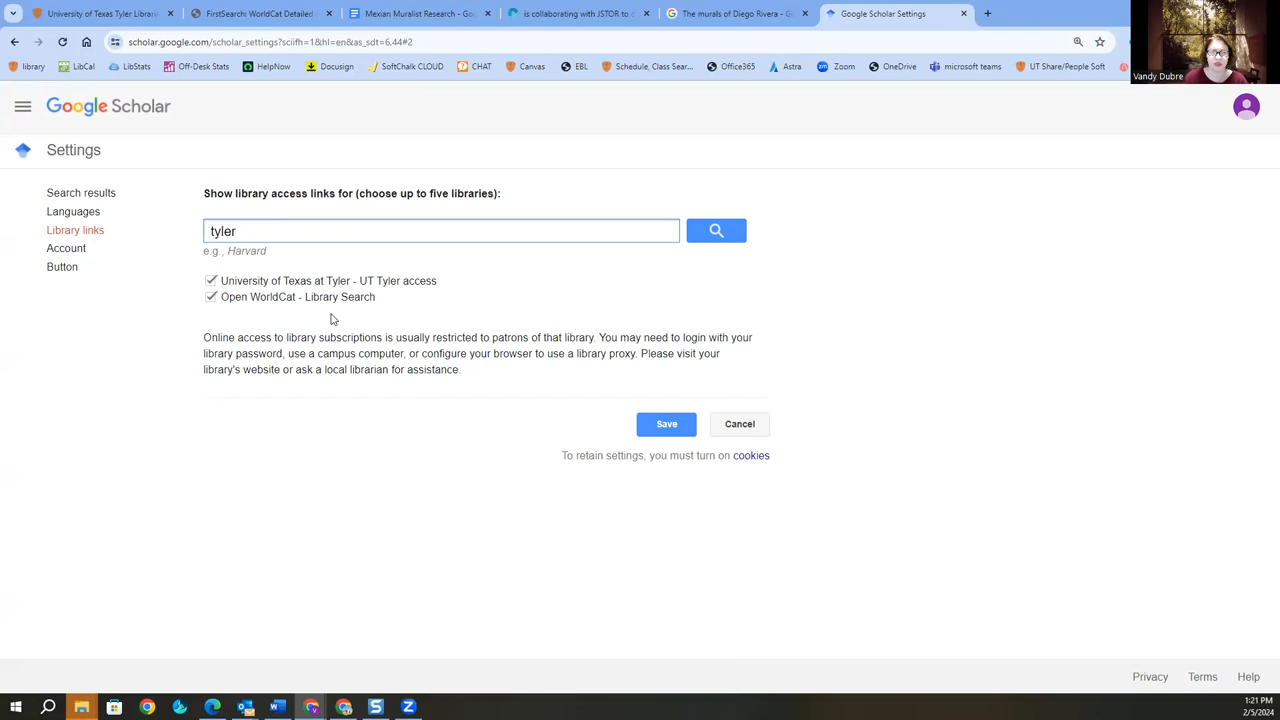 University of Texas Tyler Librarie
FirstSearch: WorldCat Detailed
Mexian Muralist Research - Goo
is collaborating with JSTOR to d
The murals of Diego Rivera - Go
Google Scholar Settings
scholar.google.com/scholar_settings?sciifh=1&hl=en&as_sdt=6.44#2
library
LibCal
LibStats
Off-Desk Stats
HelpNow
Docusign
SoftChalk CLOUD
CHAT
Canvas
EBL
Schedule, Class Sear...
Office365
Astra
Zoom
OneDrive
microsoft teams
UT Share/People Soft
Vandy Dubre
Google Scholar
Settings
Search results
Languages
Library links
Account
Button
Show library access links for (choose up to five libraries):
tyler
e.g., Harvard
University of Texas at Tyler - UT Tyler access
Open WorldCat - Library Search
Online access to library subscriptions is usually restricted to patrons of that library. You may need to login with your
library password, use a campus computer, or configure your browser to use a library proxy. Please visit your
library's website or ask a local librarian for assistance.
Save
Cancel
To retain settings, you must turn on cookies
Privacy
Terms
Help
1:21 PM
2/5/2024